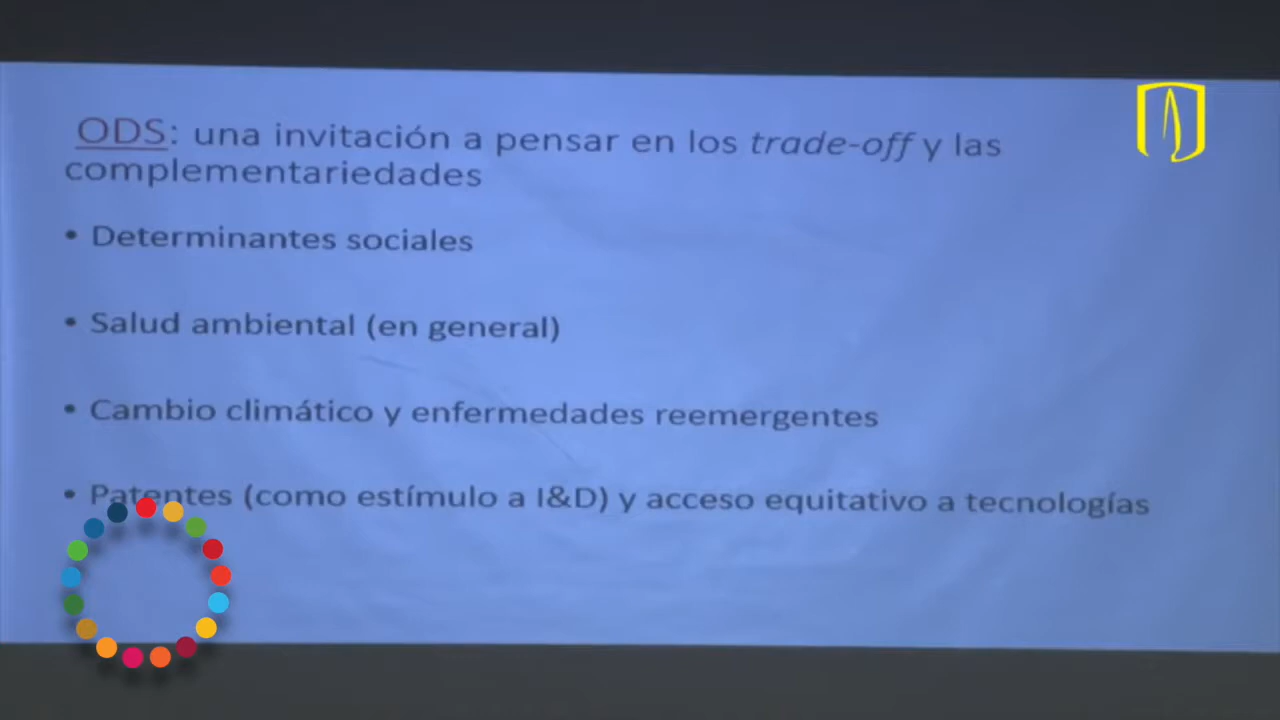 ODS: una invitación a pensar en los trade-off y las
complementariedades
• Determinantes sociales
• Salud ambiental (en general)
• Cambio climático y enfermedades reemergentes
• Patentes (como estímulo a I&D) y acceso equitativo a tecnologías